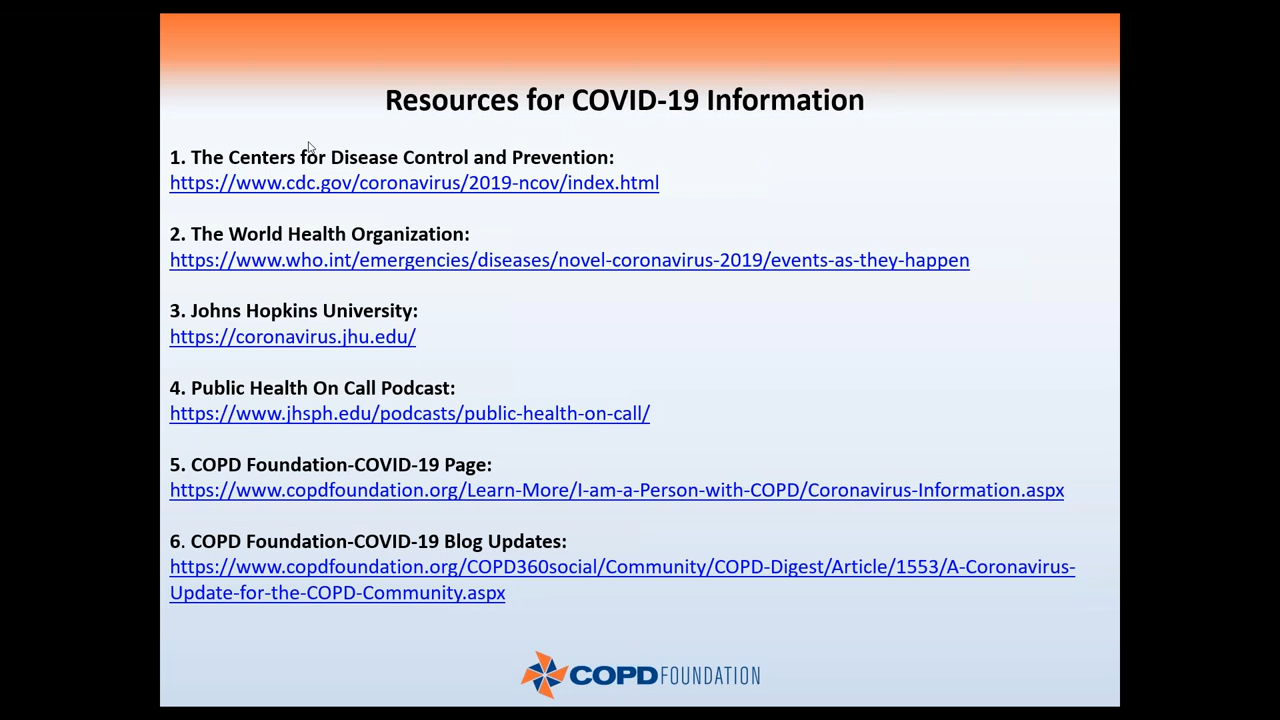 Resources for COVID-19 Information
1. The Centers for Disease Control and Prevention:
https://www.cdc.gov/coronavirus/2019-ncov/index.html
2. The World Health Organization:
https://www.who.int/emergencies/diseases/novel-coronavirus-2019/events-as-they-happen
3. Johns Hopkins University:
https://coronavirus.jhu.edu/
4. Public Health On Call Podcast:
https://www.jhsph.edu/podcasts/public-health-on-call/
5. COPD Foundation-COVID-19 Page:
https://www.copdfoundation.org/Learn-More/I-am-a-Person-with-COPD/Coronavirus-Information.aspx
6. COPD Foundation-COVID-19 Blog Updates:
https://www.copdfoundation.org/COPD360social/Community/COPD-Digest/Article/1553/A-Coronavirus-
Update-for-the-COPD-Community.aspx
COPD FOUNDATION